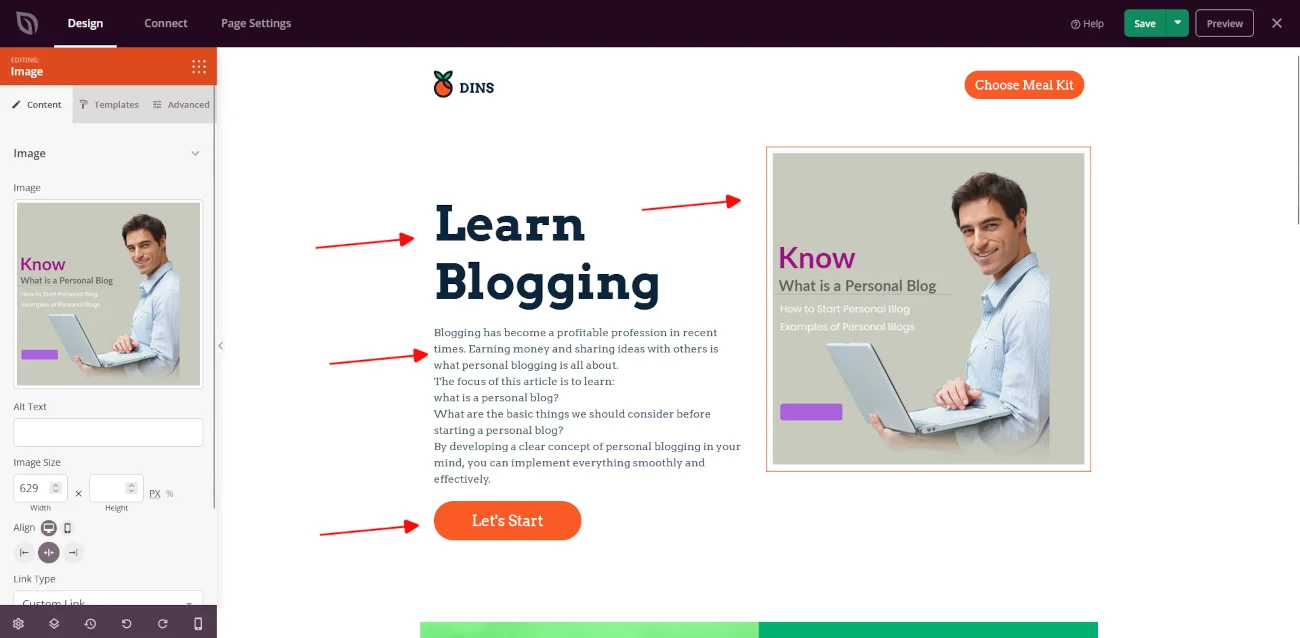 Design
Connect
Page Settings
Help
Save
Preview
EDITING:
Image
Content
Templates
Advanced
Image
Image
Know
What is a Personal Blog
How to Start Personal Blog
Examples of Personal Blogs
Alt Text
Image Size
629
×
PX %
Width
Height
Align
Link Type
Custom Link
DINS
Choose Meal Kit
Learn
Blogging
Blogging has become a profitable profession in recent
times. Earning money and sharing ideas with others is
what personal blogging is all about.
The focus of this article is to learn:
what is a personal blog?
What are the basic things we should consider before
starting a personal blog?
By developing a clear concept of personal blogging in your
mind, you can implement everything smoothly and
effectively.
Let's Start
Know
What is a Personal Blog
How to Start Personal Blog
Examples of Personal Blogs